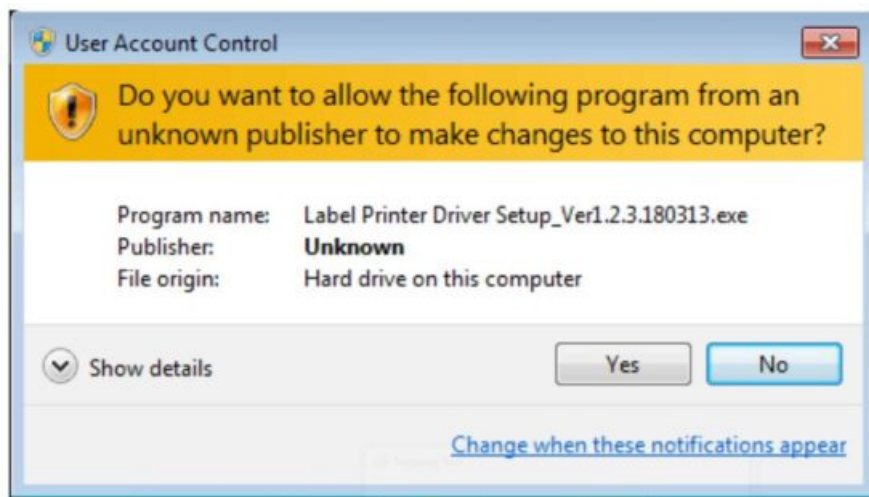 User Account Control
Do you want to allow the following program from an
unknown publisher to make changes to this computer?
Program name: Label Printer Driver Setup_Ver1.2.3.180313.exe
Publisher: Unknown
File origin: Hard drive on this computer
Show details
Yes
No
Change when these notifications appear